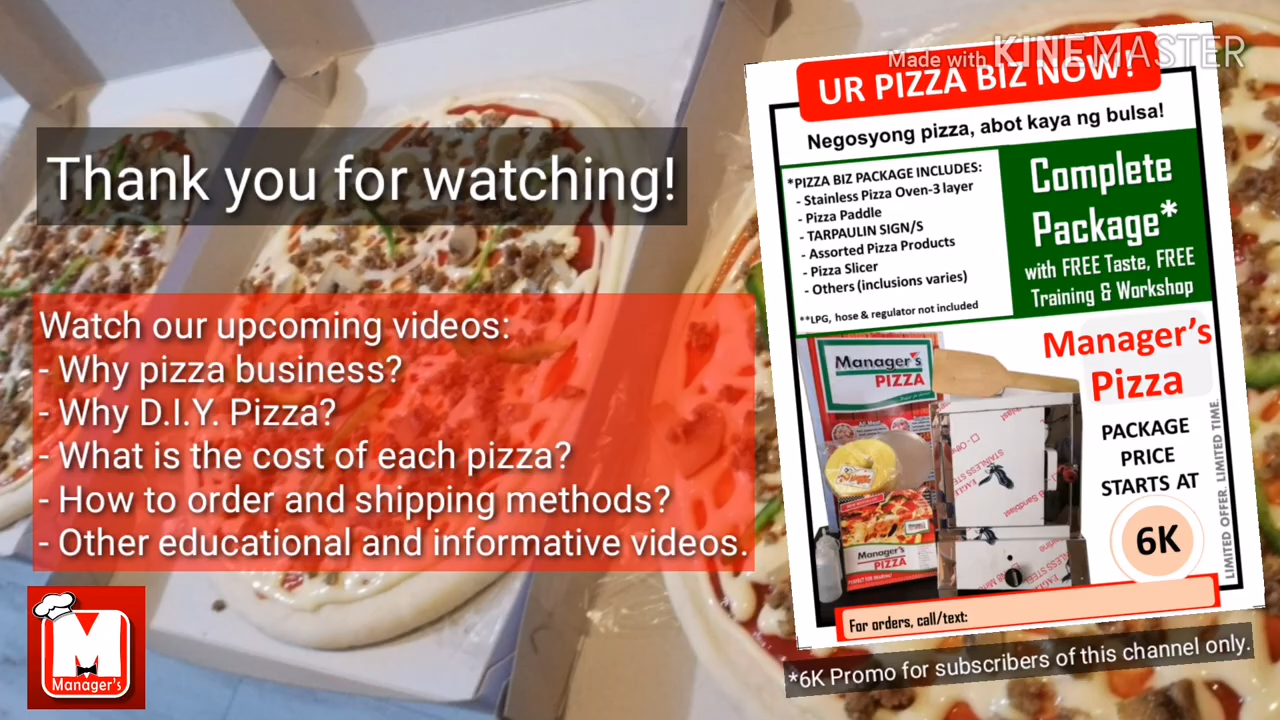 Made with KINEMASTER
Thank you for watching!
Watch our upcoming videos:
- Why pizza business?
- Why D.I.Y. Pizza?
- What is the cost of each pizza?
- How to order and shipping methods?
- Other educational and informative videos.
Manager's
UR PIZZA BIZ NOW!
Negosyong pizza, abot kaya ng bulsa!
*PIZZA BIZ PACKAGE INCLUDES:
- Stainless Pizza Oven-3 layer
- Pizza Paddle
- TARPAULIN SIGN/S
- Assorted Pizza Products
- Pizza Slicer
- Others (inclusions varies)
**LPG, hose & regulator not included
Complete
Package*
with FREE Taste, FREE
Training & Workshop
Manager's
PIZZA
Manager's
PIZZA
Manager's
Pizza
PACKAGE
PRICE
STARTS AT
6K
LIMITED OFFER. LIMITED TIME.
For orders, call/text:
*6K Promo for subscribers of this channel only.